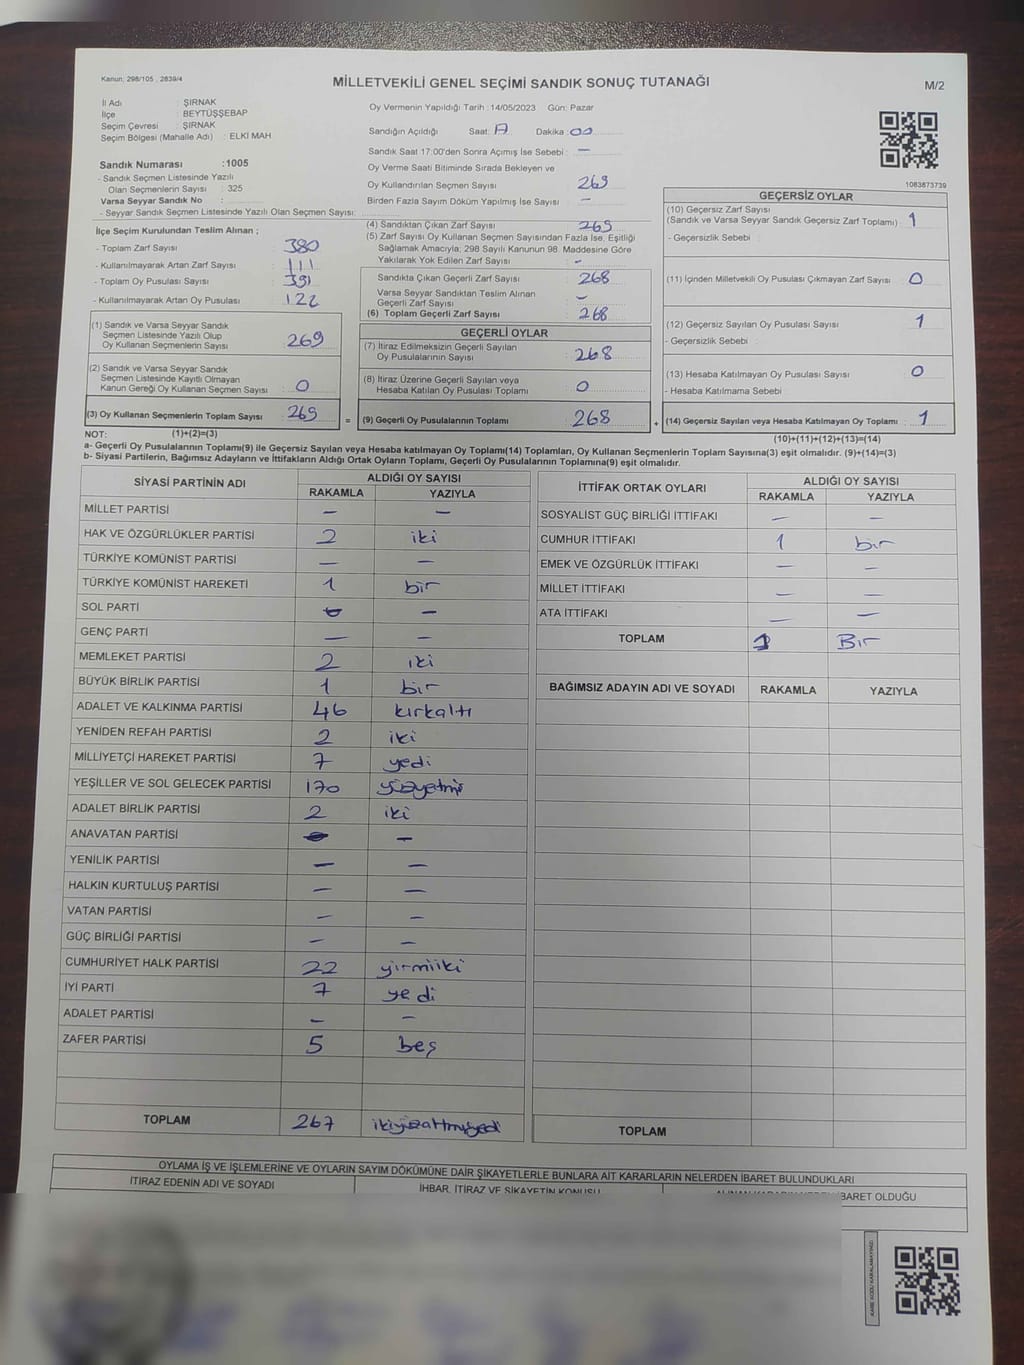 Kanun: 298/105 , 2839/4
MİLLETVEKİLİ GENEL SEÇİMİ SANDIK SONUÇ TUTANAĞI
M/2
İl Adı : ŞIRNAK
İlçe : BEYTÜŞŞEBAP
Seçim Çevresi : ŞIRNAK
Seçim Bölgesi (Mahalle Adı) : ELKİ MAH
Sandık Numarası :1005
- Sandık Seçmen Listesinde Yazılı
Olan Seçmenlerin Sayısı : 325
Varsa Seyyar Sandık No :
- Seyyar Sandık Seçmen Listesinde Yazılı Olan Seçmen Sayısı:
Oy Vermenin Yapıldığı Tarih :14/05/2023 Gün: Pazar
Sandığın Açıldığı Saat: 17 Dakika : 00
Sandık Saat 17:00'den Sonra Açımış İse Sebebi : –
Oy Verme Saati Bitiminde Sırada Bekleyen ve
Oy Kullandırılan Seçmen Sayısı 269
Birden Fazla Sayım Döküm Yapılmış İse Sayısı –
1083873739
İlçe Seçim Kurulundan Teslim Alınan ;
- Toplam Zarf Sayısı 380
- Kullanılmayarak Artan Zarf Sayısı 111
- Toplam Oy Pusulası Sayısı 391
- Kullanılmayarak Artan Oy Pusulası 122
(4) Sandıktan Çıkan Zarf Sayısı 269
(5) Zarf Sayısı Oy Kullanan Seçmen Sayısından Fazla İse, Eşitliği
Sağlamak Amacıyla; 298 Sayılı Kanunun 98. Maddesine Göre
Yakılarak Yok Edilen Zarf Sayısı : –
Sandıkta Çıkan Geçerli Zarf Sayısı 268
Varsa Seyyar Sandıktan Teslim Alınan
Geçerli Zarf Sayısı –
(6) Toplam Geçerli Zarf Sayısı : 268
GEÇERSİZ OYLAR
(10) Geçersiz Zarf Sayısı
(Sandık ve Varsa Seyyar Sandık Geçersiz Zarf Toplamı) 1
- Geçersizlik Sebebi :
(11) İçinden Milletvekili Oy Pusulası Çıkmayan Zarf Sayısı 0
(12) Geçersiz Sayılan Oy Pusulası Sayısı 1
- Geçersizlik Sebebi :
(13) Hesaba Katılmayan Oy Pusulası Sayısı 0
- Hesaba Katılmama Sebebi
(1) Sandık ve Varsa Seyyar Sandık
Seçmen Listesinde Yazılı Olup
Oy Kullanan Seçmenlerin Sayısı 269
(2) Sandık ve Varsa Seyyar Sandık
Seçmen Listesinde Kayıtlı Olmayan
Kanun Gereği Oy Kullanan Seçmen Sayısı 0
GEÇERLİ OYLAR
(7) İtiraz Edilmeksizin Geçerli Sayılan
Oy Pusulalarının Sayısı : 268
(8) İtiraz Üzerine Geçerli Sayılan veya
Hesaba Katılan Oy Pusulası Toplamı 0
(3) Oy Kullanan Seçmenlerin Toplam Sayısı : 269 = (9) Geçerli Oy Pusulalarının Toplamı : 268 + (14) Geçersiz Sayılan veya Hesaba Katılmayan Oy Toplamı : 1
NOT: (1)+(2)=(3) (10)+(11)+(12)+(13)=(14)
a- Geçerli Oy Pusulalarının Toplamı(9) ile Geçersiz Sayılan veya Hesaba katılmayan Oy Toplamı(14) Toplamları, Oy Kullanan Seçmenlerin Toplam Sayısına(3) eşit olmalıdır. (9)+(14)=(3)
b- Siyasi Partilerin, Bağımsız Adayların ve İttifakların Aldığı Ortak Oyların Toplamı, Geçerli Oy Pusulalarının Toplamına(9) eşit olmalıdır.
SİYASİ PARTİNİN ADI ALDIĞI OY SAYISI
RAKAMLA YAZIYLA
MİLLET PARTİSİ – –
HAK VE ÖZGÜRLÜKLER PARTİSİ 2 iki
TÜRKİYE KOMÜNİST PARTİSİ – –
TÜRKİYE KOMÜNİST HAREKETİ 1 bir
SOL PARTİ – –
GENÇ PARTİ – –
MEMLEKET PARTİSİ 2 iki
BÜYÜK BİRLİK PARTİSİ 1 bir
ADALET VE KALKINMA PARTİSİ 46 kırkaltı
YENİDEN REFAH PARTİSİ 2 iki
MİLLİYETÇİ HAREKET PARTİSİ 7 yedi
YEŞİLLER VE SOL GELECEK PARTİSİ 170 yüzyetmiş
ADALET BİRLİK PARTİSİ 2 iki
ANAVATAN PARTİSİ – –
YENİLİK PARTİSİ – –
HALKIN KURTULUŞ PARTİSİ – –
VATAN PARTİSİ – –
GÜÇ BİRLİĞİ PARTİSİ – –
CUMHURİYET HALK PARTİSİ 22 yirmiiki
İYİ PARTİ 7 yedi
ADALET PARTİSİ – –
ZAFER PARTİSİ 5 beş
TOPLAM 267 ikiyüzaltmışyedi
İTTİFAK ORTAK OYLARI ALDIĞI OY SAYISI
RAKAMLA YAZIYLA
SOSYALİST GÜÇ BİRLİĞİ İTTİFAKI – –
CUMHUR İTTİFAKI 1 bir
EMEK VE ÖZGÜRLÜK İTTİFAKI – –
MİLLET İTTİFAKI – –
ATA İTTİFAKI – –
TOPLAM 1 Bir
BAĞIMSIZ ADAYIN ADI VE SOYADI RAKAMLA YAZIYLA
TOPLAM
OYLAMA İŞ VE İŞLEMLERİNE VE OYLARIN SAYIM DÖKÜMÜNE DAİR ŞİKAYETLERLE BUNLARA AİT KARARLARIN NELERDEN İBARET BULUNDUKLARI
İTİRAZ EDENİN ADI VE SOYADI İHBAR, İTİRAZ VE ŞİKAYETİN KONUSU ALINAN KARARIN NEDEN İBARET OLDUĞU
KARE KODU KARALAMAYINIZ.